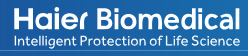 Haier Biomedical
Intelligent Protection of Life Science